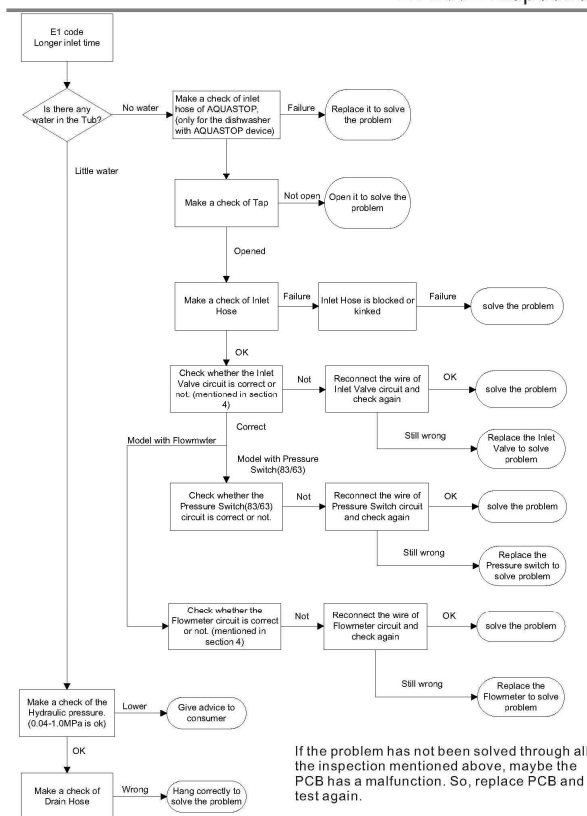 E1 code
Longer inlet time
Is there any
water in the Tub?
No water
Little water
Make a check of inlet
hose of AQUASTOP,
(only for the dishwasher
with AQUASTOP device)
Failure
Replace it to solve
the problem
Make a check of Tap
Not open
Open it to solve the
problem
Opened
Make a check of Inlet
Hose
Failure
Inlet Hose is blocked or
kinked
Failure
solve the problem
OK
Check whether the Inlet
Valve circuit is correct or
not. (mentioned in section
4)
Not
Reconnect the wire of
Inlet Valve circuit and
check again
OK
solve the problem
Still wrong
Replace the Inlet
Valve to solve
problem
Correct
Model with Flowmwter
Model with Pressure
Switch(83/63)
Check whether the
Pressure Switch(83/63)
circuit is correct or not.
Not
Reconnect the wire of
Pressure Switch circuit
and check again
OK
solve the problem
Still wrong
Replace the
Pressure switch to
solve problem
Check whether the
Flowmeter circuit is correct
or not. (mentioned in
section 4)
Not
Reconnect the wire of
Flowmeter circuit and
check again
OK
solve the problem
Still wrong
Replace the
Flowmeter to solve
problem
Make a check of the
Hydraulic pressure.
(0.04-1.0MPa is ok)
Lower
Give advice to
consumer
OK
Make a check of
Drain Hose
Wrong
Hang correctly to
solve the problem
If the problem has not been solved through all
the inspection mentioned above, maybe the
PCB has a malfunction. So, replace PCB and
test again.